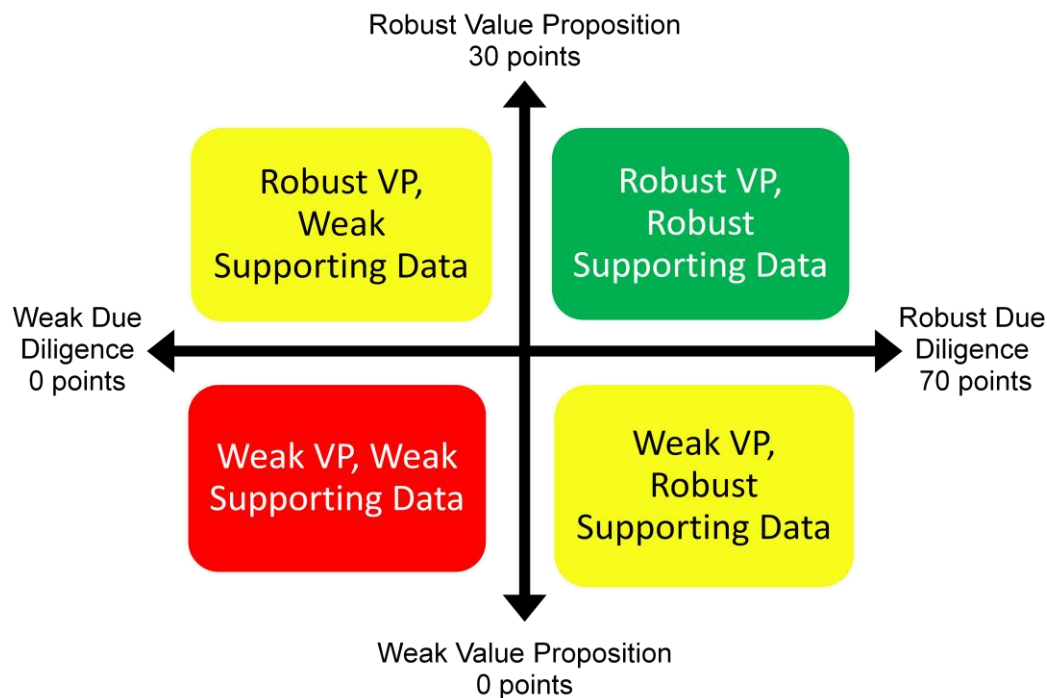 Robust Value Proposition
30 points
Robust VP,
Weak
Supporting Data
Robust VP,
Robust
Supporting Data
Weak Due
Diligence
0 points
Robust Due
Diligence
70 points
Weak VP, Weak
Supporting Data
Weak VP,
Robust
Supporting Data
Weak Value Proposition
0 points